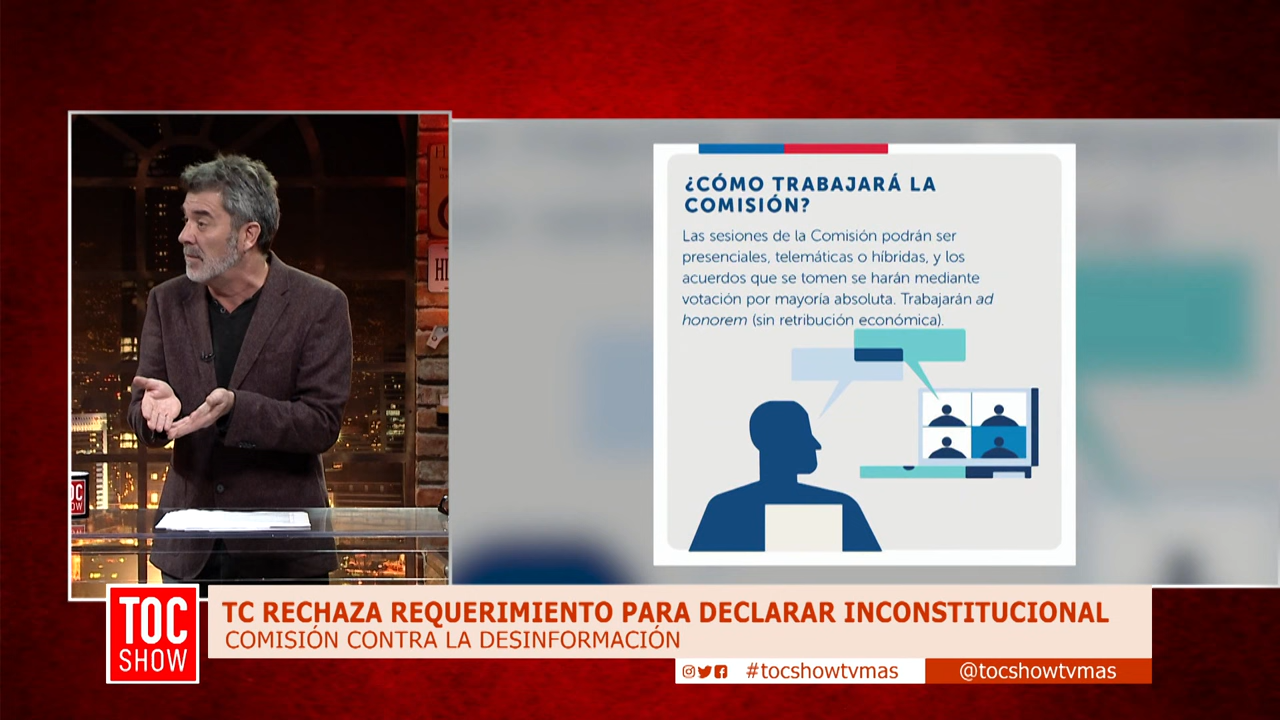 ¿CÓMO TRABAJARÁ LA
COMISIÓN?
Las sesiones de la Comisión podrán ser
presenciales, telemáticas o híbridas, y los
acuerdos que se tomen se harán mediante
votación por mayoría absoluta. Trabajarán ad
honorem (sin retribución económica).
TOC
SHOW
TC RECHAZA REQUERIMIENTO PARA DECLARAR INCONSTITUCIONAL
COMISIÓN CONTRA LA DESINFORMACIÓN
#tocshowtvmas
@tocshowtvmas